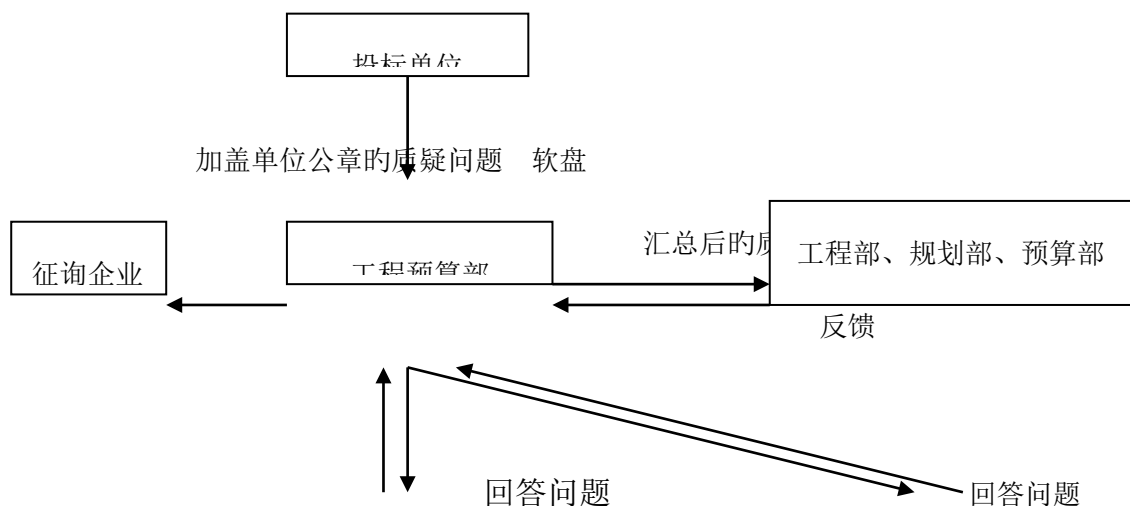 投标单位
加盖单位公章旳质疑问题 软盘
汇总后旳质
征询企业
工程预算部
工程部、规划部、预算部
反馈
回答问题
回答问题